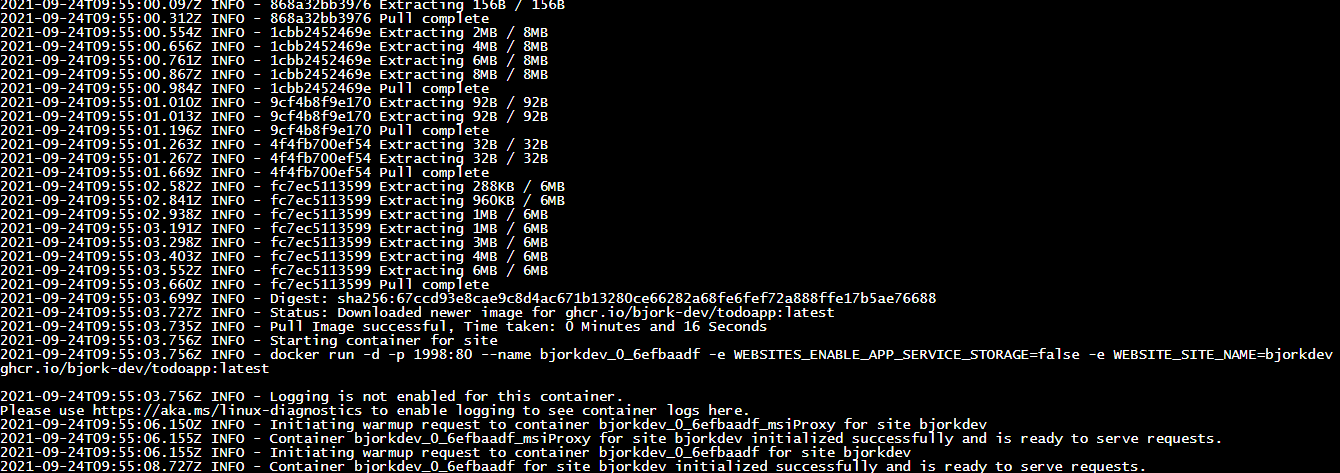 2021-09-24T09:55:00.097Z INFO - 868a32bb3976 Extracting 156B / 156B
2021-09-24T09:55:00.312Z INFO - 868a32bb3976 Pull complete
2021-09-24T09:55:00.554Z INFO - 1cbb2452469e Extracting 2MB / 8MB
2021-09-24T09:55:00.656Z INFO - 1cbb2452469e Extracting 4MB / 8MB
2021-09-24T09:55:00.761Z INFO - 1cbb2452469e Extracting 6MB / 8MB
2021-09-24T09:55:00.867Z INFO - 1cbb2452469e Extracting 8MB / 8MB
2021-09-24T09:55:00.984Z INFO - 1cbb2452469e Pull complete
2021-09-24T09:55:01.010Z INFO - 9cf4b8f9e170 Extracting 92B / 92B
2021-09-24T09:55:01.013Z INFO - 9cf4b8f9e170 Extracting 92B / 92B
2021-09-24T09:55:01.196Z INFO - 9cf4b8f9e170 Pull complete
2021-09-24T09:55:01.263Z INFO - 4f4fb700ef54 Extracting 32B / 32B
2021-09-24T09:55:01.267Z INFO - 4f4fb700ef54 Extracting 32B / 32B
2021-09-24T09:55:01.669Z INFO - 4f4fb700ef54 Pull complete
2021-09-24T09:55:02.582Z INFO - fc7ec5113599 Extracting 288KB / 6MB
2021-09-24T09:55:02.841Z INFO - fc7ec5113599 Extracting 960KB / 6MB
2021-09-24T09:55:02.938Z INFO - fc7ec5113599 Extracting 1MB / 6MB
2021-09-24T09:55:03.191Z INFO - fc7ec5113599 Extracting 1MB / 6MB
2021-09-24T09:55:03.298Z INFO - fc7ec5113599 Extracting 3MB / 6MB
2021-09-24T09:55:03.403Z INFO - fc7ec5113599 Extracting 4MB / 6MB
2021-09-24T09:55:03.552Z INFO - fc7ec5113599 Extracting 6MB / 6MB
2021-09-24T09:55:03.660Z INFO - fc7ec5113599 Pull complete
2021-09-24T09:55:03.699Z INFO - Digest: sha256:67ccd93e8cae9c8d4ac671b13280ce66282a68fe6fef72a888ffe17b5ae76688
2021-09-24T09:55:03.727Z INFO - Status: Downloaded newer image for ghcr.io/bjork-dev/todoapp:latest
2021-09-24T09:55:03.735Z INFO - Pull Image successful, Time taken: 0 Minutes and 16 Seconds
2021-09-24T09:55:03.756Z INFO - Starting container for site
2021-09-24T09:55:03.756Z INFO - docker run -d -p 1998:80 --name bjorkdev_0_6efbaadf -e WEBSITES_ENABLE_APP_SERVICE_STORAGE=false -e WEBSITE_SITE_NAME=bjorkdev
ghcr.io/bjork-dev/todoapp:latest
2021-09-24T09:55:03.756Z INFO - Logging is not enabled for this container.
Please use https://aka.ms/linux-diagnostics to enable logging to see container logs here.
2021-09-24T09:55:06.150Z INFO - Initiating warmup request to container bjorkdev_0_6efbaadf_msiProxy for site bjorkdev
2021-09-24T09:55:06.155Z INFO - Container bjorkdev_0_6efbaadf_msiProxy for site bjorkdev initialized successfully and is ready to serve requests.
2021-09-24T09:55:06.155Z INFO - Initiating warmup request to container bjorkdev_0_6efbaadf for site bjorkdev
2021-09-24T09:55:08.727Z INFO - Container bjorkdev_0_6efbaadf for site bjorkdev initialized successfully and is ready to serve requests.